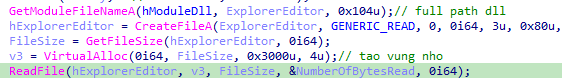 GetModuleFileNameA(hModuleDll, ExplorerEditor, 0x104u);// full path dll
hExplorerEditor = CreateFileA(ExplorerEditor, GENERIC_READ, 0, 0i64, 3u, 0x80u,
FileSize = GetFileSize(hExplorerEditor, 0i64);
v3 = VirtualAlloc(0i64, FileSize, 0x3000u, 4u);// tao vung nho
ReadFile(hExplorerEditor, v3, FileSize, &NumberOfBytesRead, 0i64);